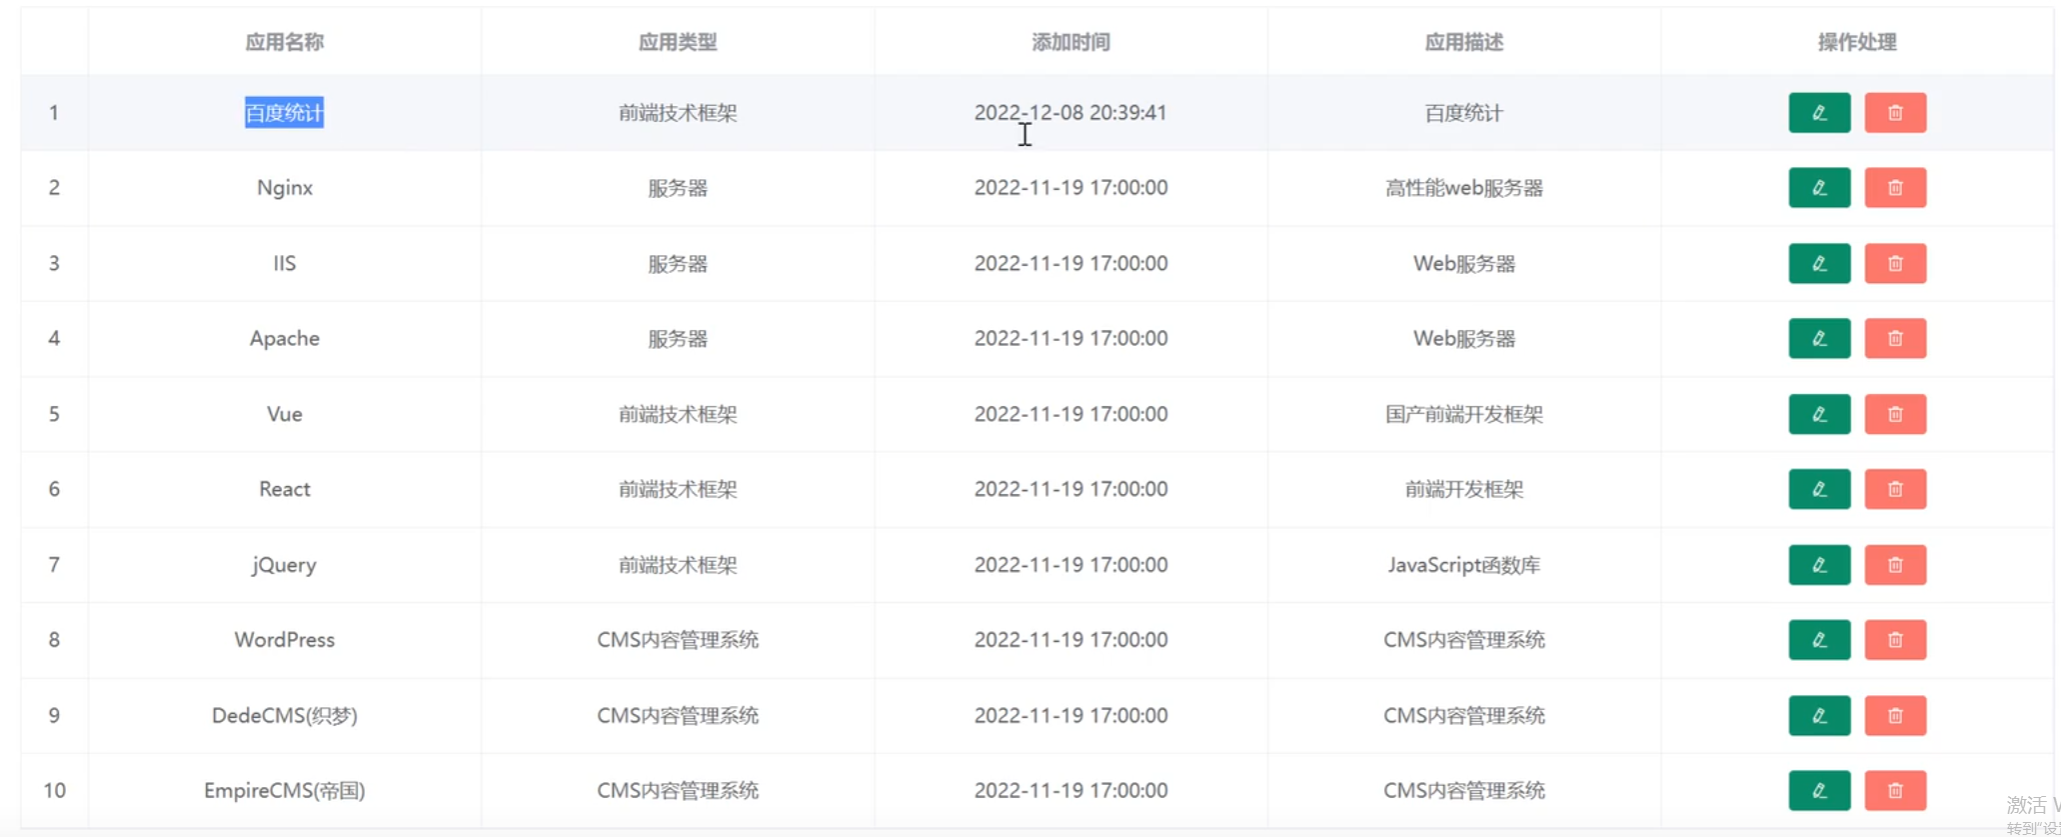 应用名称 应用类型 添加时间 应用描述 操作处理
1 百度统计 前端技术框架 2022-12-08 20:39:41 百度统计
2 Nginx 服务器 2022-11-19 17:00:00 高性能web服务器
3 IIS 服务器 2022-11-19 17:00:00 Web服务器
4 Apache 服务器 2022-11-19 17:00:00 Web服务器
5 Vue 前端技术框架 2022-11-19 17:00:00 国产前端开发框架
6 React 前端技术框架 2022-11-19 17:00:00 前端开发框架
7 jQuery 前端技术框架 2022-11-19 17:00:00 JavaScript函数库
8 WordPress CMS内容管理系统 2022-11-19 17:00:00 CMS内容管理系统
9 DedeCMS(织梦) CMS内容管理系统 2022-11-19 17:00:00 CMS内容管理系统
10 EmpireCMS(帝国) CMS内容管理系统 2022-11-19 17:00:00 CMS内容管理系统
激活
转到"设